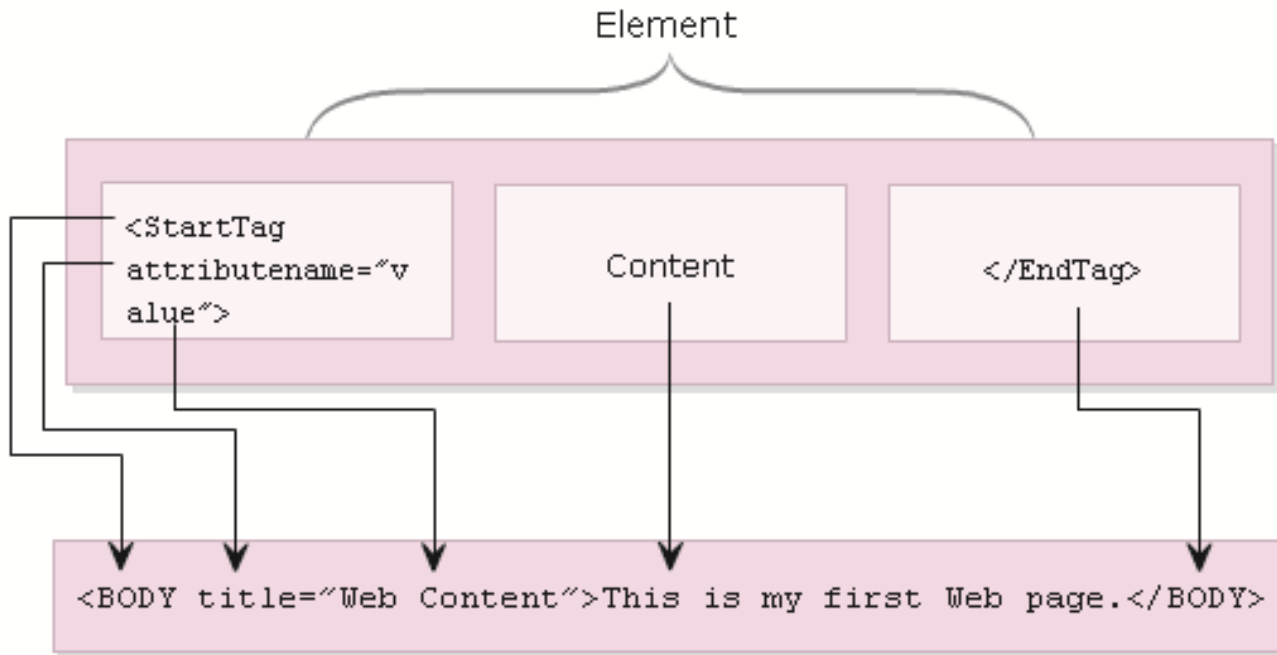 Element
<StartTag
attributename="v
alue">
Content
</EndTag>
<BODY title="Web Content">This is my first Web page.</BODY>